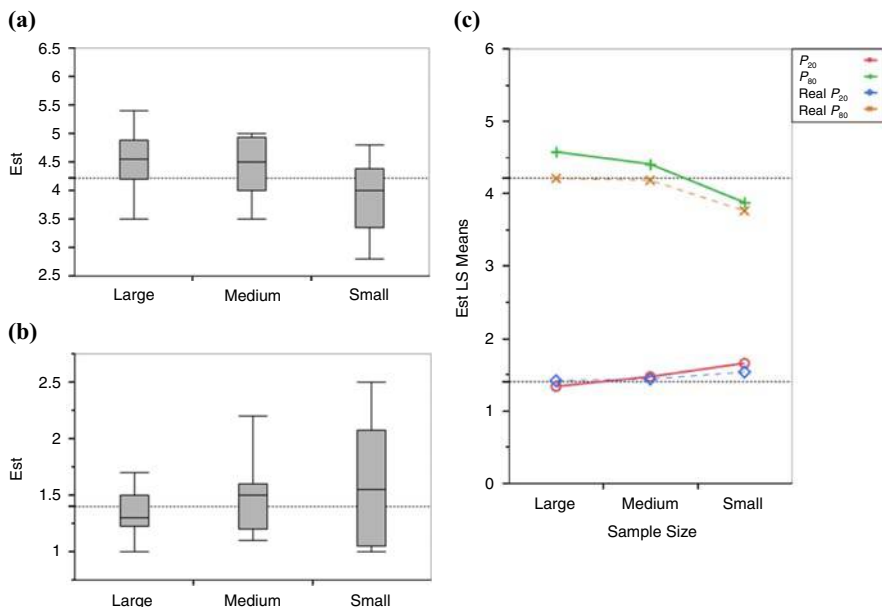 (a)
6.5
6
5.5
5
4.5
4
3.5
3
2.5
Est
Large Medium Small
(b)
2.5
2
1.5
1
Est
Large Medium Small
(c)
6
5
4
3
2
1
0
Est LS Means
Large Medium Small
Sample Size
P20
P80
Real P20
Real P80